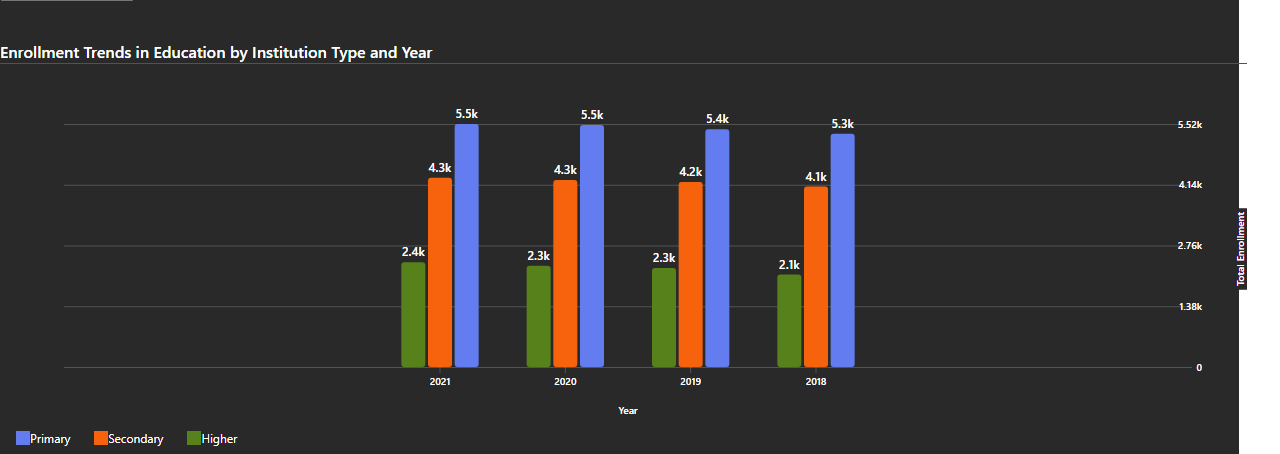 Enrollment Trends in Education by Institution Type and Year
5.5k 5.5k 5.4k 5.3k
5.52k
4.3k 4.3k 4.2k 4.1k
4.14k
2.4k 2.3k 2.3k 2.1k
2.76k
1.38k
0
Total Enrollment
2021 2020 2019 2018
Year
Primary Secondary Higher